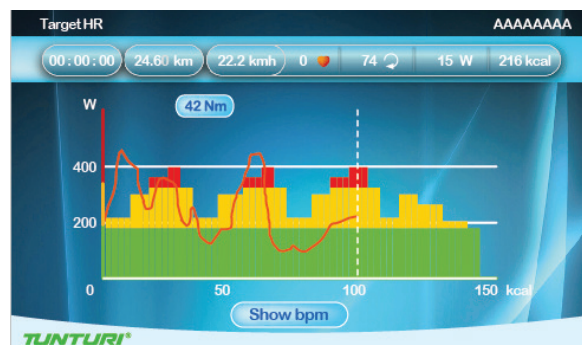 Target HR AAAAAAAA
00:00:00 24.60 km 22.2 kmh 0 74 15 W 216 kcal
W 42 Nm
400
200
0 50 100 150 kcal
Show bpm
TUNTURI®